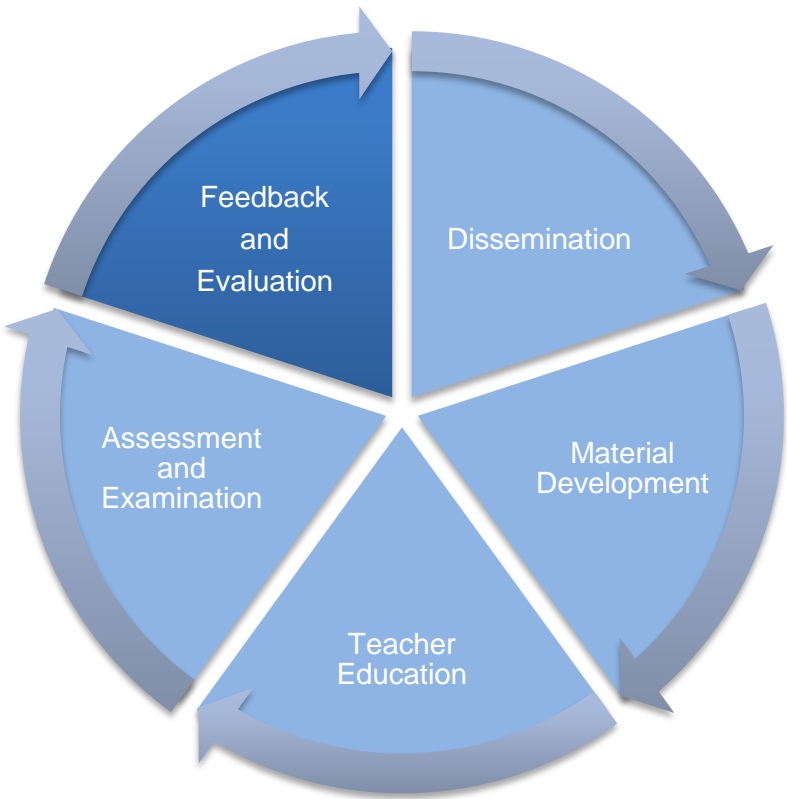 Feedback
and
Evaluation
Dissemination
Assessment
and
Examination
Material
Development
Teacher
Education